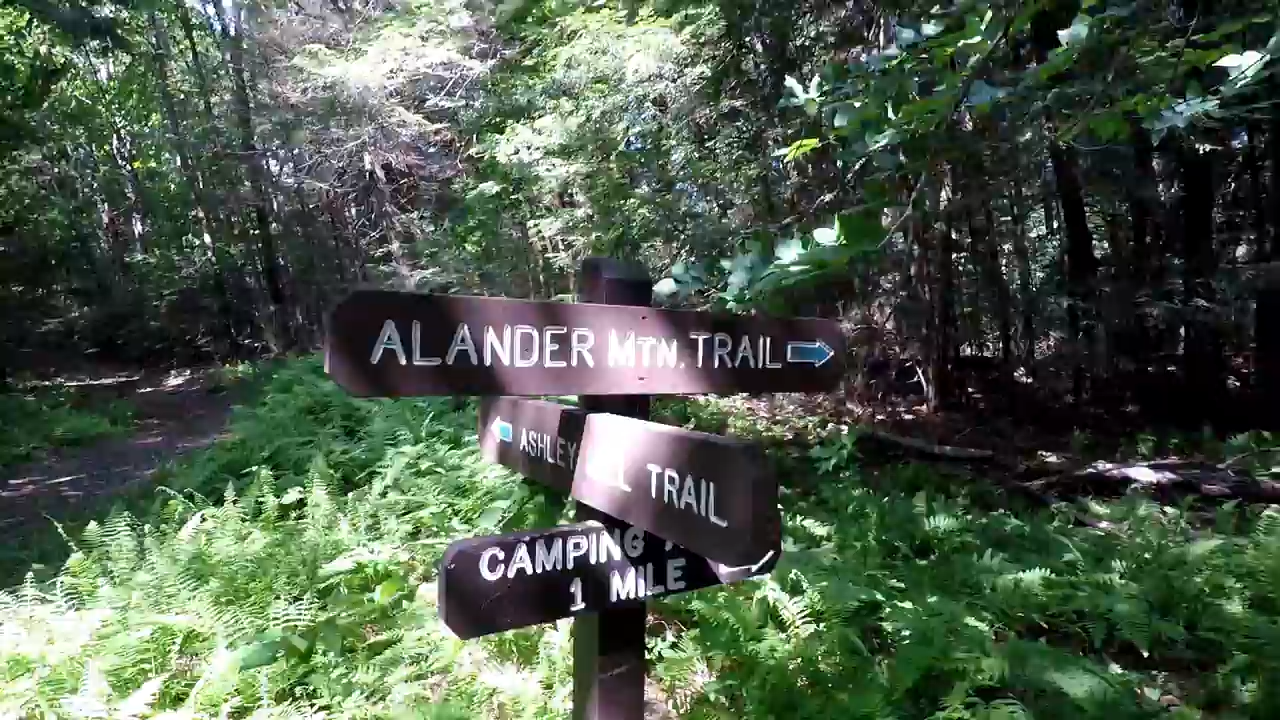 ALANDER MTN. TRAIL
ASHLEY TRAIL
CAMPING
1 MILE